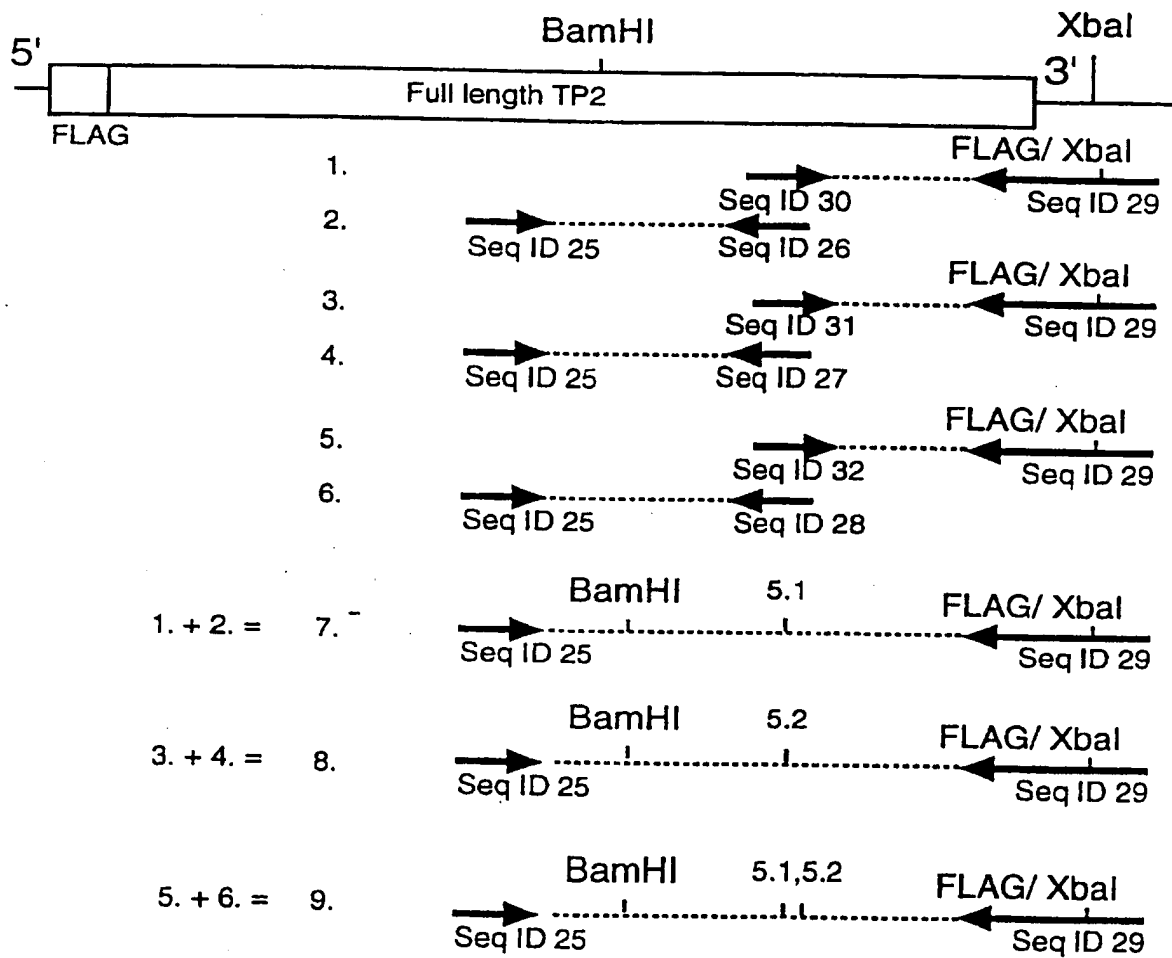 BamHI
XbaI
5'
3'
Full length TP2
FLAG
1.
FLAG/ XbaI
Seq ID 30
Seq ID 29
2.
Seq ID 25
Seq ID 26
FLAG/ XbaI
3.
Seq ID 31
Seq ID 29
4.
Seq ID 25
Seq ID 27
FLAG/ XbaI
5.
Seq ID 32
Seq ID 29
6.
Seq ID 25
Seq ID 28
BamHI 5.1 FLAG/ XbaI
1. + 2. = 7.
Seq ID 25 Seq ID 29
BamHI 5.2 FLAG/ XbaI
3. + 4. = 8.
Seq ID 25 Seq ID 29
BamHI 5.1,5.2 FLAG/ XbaI
5. + 6. = 9.
Seq ID 25 Seq ID 29